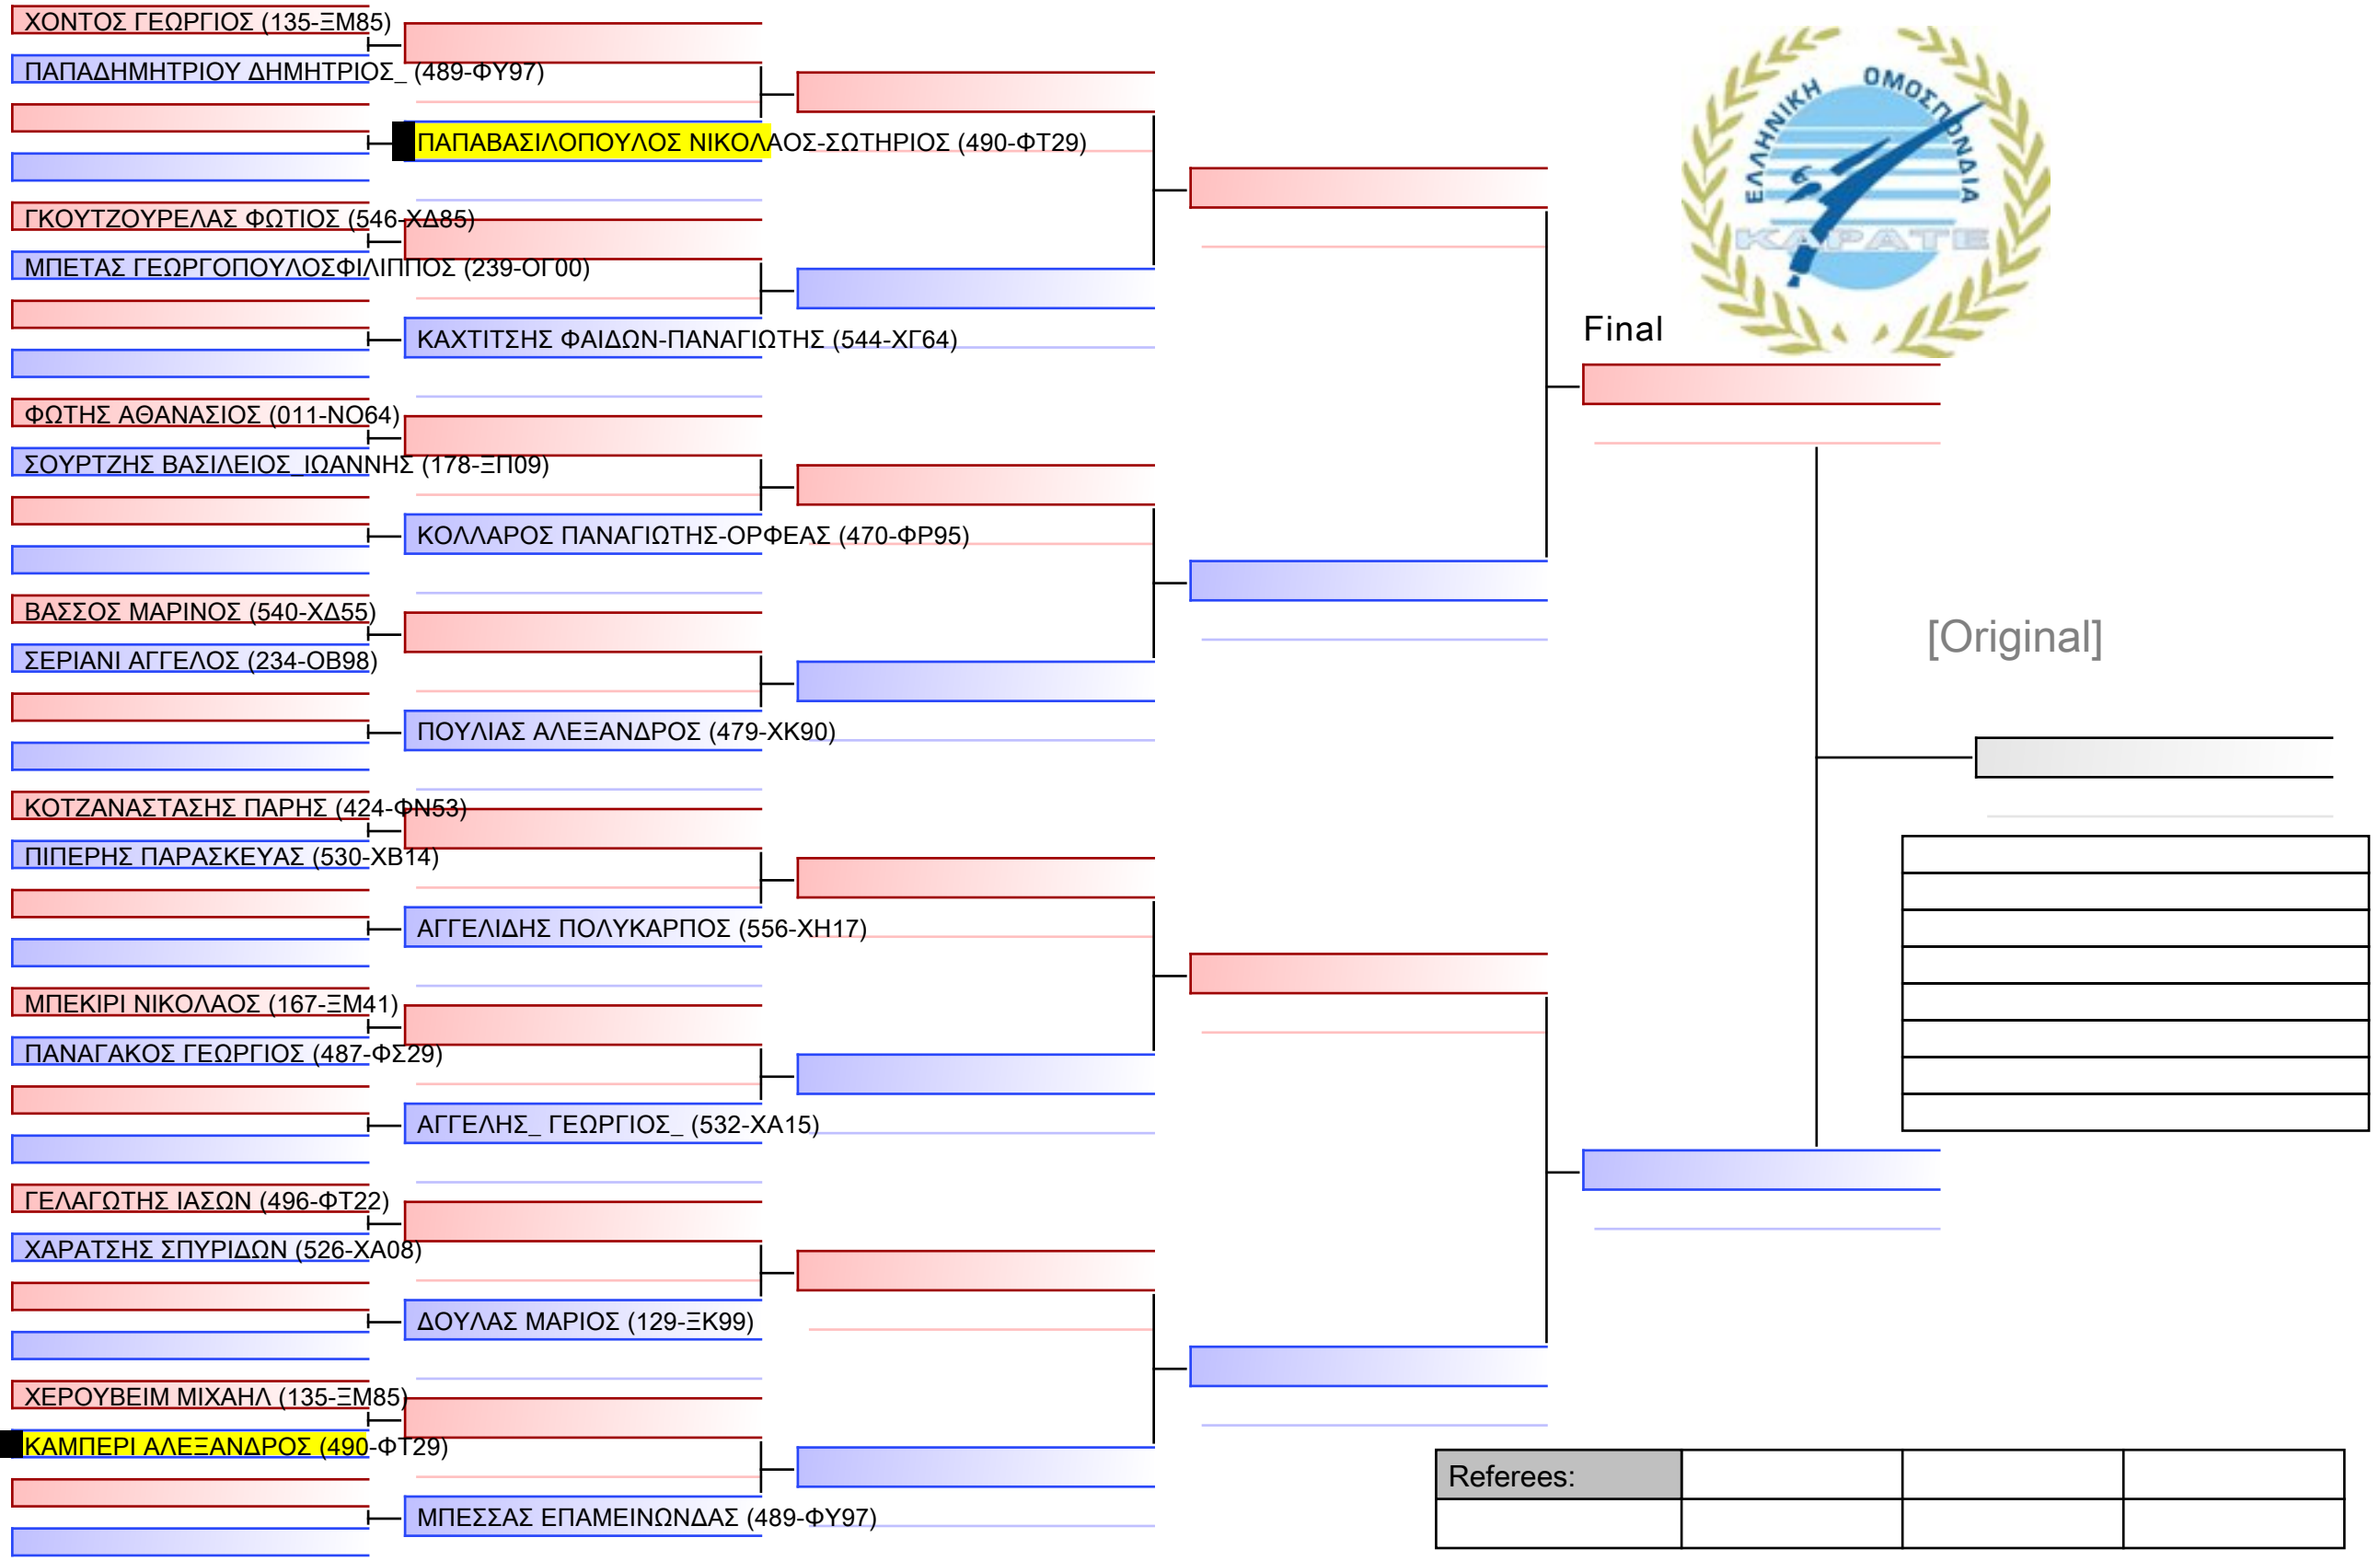 ΧΟΝΤΟΣ ΓΕΩΡΓΙΟΣ (135-ΞΜ85)
ΠΑΠΑΔΗΜΗΤΡΙΟΥ ΔΗΜΗΤΡΙΟΣ_ (489-ΦΥ97)
ΠΑΠΑΒΑΣΙΛΟΠΟΥΛΟΣ ΝΙΚΟΛΑΟΣ-ΣΩΤΗΡΙΟΣ (490-ΦΤ29)
ΓΚΟΥΤΖΟΥΡΕΛΑΣ ΦΩΤΙΟΣ (546-ΧΔ85)
ΜΠΕΤΑΣ ΓΕΩΡΓΟΠΟΥΛΟΣΦΙΛΙΠΠΟΣ (239-ΟΓ00)
ΚΑΧΤΙΤΣΗΣ ΦΑΙΔΩΝ-ΠΑΝΑΓΙΩΤΗΣ (544-ΧΓ64)
ΦΩΤΗΣ ΑΘΑΝΑΣΙΟΣ (011-ΝΟ64)
ΣΟΥΡΤΖΗΣ ΒΑΣΙΛΕΙΟΣ_ΙΩΑΝΝΗΣ (178-ΞΠ09)
ΚΟΛΛΑΡΟΣ ΠΑΝΑΓΙΩΤΗΣ-ΟΡΦΕΑΣ (470-ΦΡ95)
ΒΑΣΣΟΣ ΜΑΡΙΝΟΣ (540-ΧΔ55)
ΣΕΡΙΑΝΙ ΑΓΓΕΛΟΣ (234-ΟΒ98)
ΠΟΥΛΙΑΣ ΑΛΕΞΑΝΔΡΟΣ (479-ΧΚ90)
ΚΟΤΖΑΝΑΣΤΑΣΗΣ ΠΑΡΗΣ (424-ΦΝ53)
ΠΙΠΕΡΗΣ ΠΑΡΑΣΚΕΥΑΣ (530-ΧΒ14)
ΑΓΓΕΛΙΔΗΣ ΠΟΛΥΚΑΡΠΟΣ (556-ΧΗ17)
ΜΠΕΚΙΡΙ ΝΙΚΟΛΑΟΣ (167-ΞΜ41)
ΠΑΝΑΓΑΚΟΣ ΓΕΩΡΓΙΟΣ (487-ΦΣ29)
ΑΓΓΕΛΗΣ_ ΓΕΩΡΓΙΟΣ_ (532-ΧΑ15)
ΓΕΛΑΓΩΤΗΣ ΙΑΣΩΝ (496-ΦΤ22)
ΧΑΡΑΤΣΗΣ ΣΠΥΡΙΔΩΝ (526-ΧΑ08)
ΔΟΥΛΑΣ ΜΑΡΙΟΣ (129-ΞΚ99)
ΧΕΡΟΥΒΕΙΜ ΜΙΧΑΗΛ (135-ΞΜ85)
ΚΑΜΠΕΡΙ ΑΛΕΞΑΝΔΡΟΣ (490-ΦΤ29)
ΜΠΕΣΣΑΣ ΕΠΑΜΕΙΝΩΝΔΑΣ (489-ΦΥ97)
ΕΛΛΗΝΙΚΗ ΟΜΟΣΠΟΝΔΙΑ
ΚΑΡΑΤΕ
Final
[Original]
Referees: